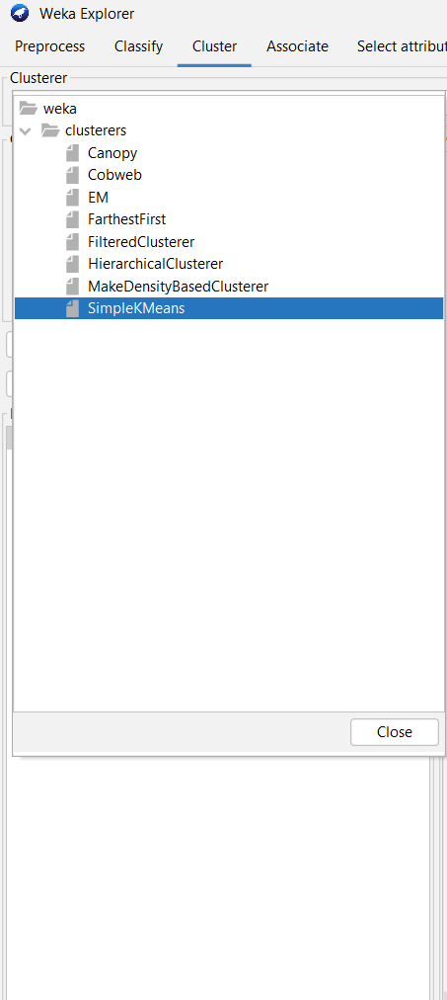 Weka Explorer
Preprocess Classify Cluster Associate Select attribut
Clusterer
weka
clusterers
Canopy
Cobweb
EM
FarthestFirst
FilteredClusterer
HierarchicalClusterer
MakeDensityBasedClusterer
SimpleKMeans
Close